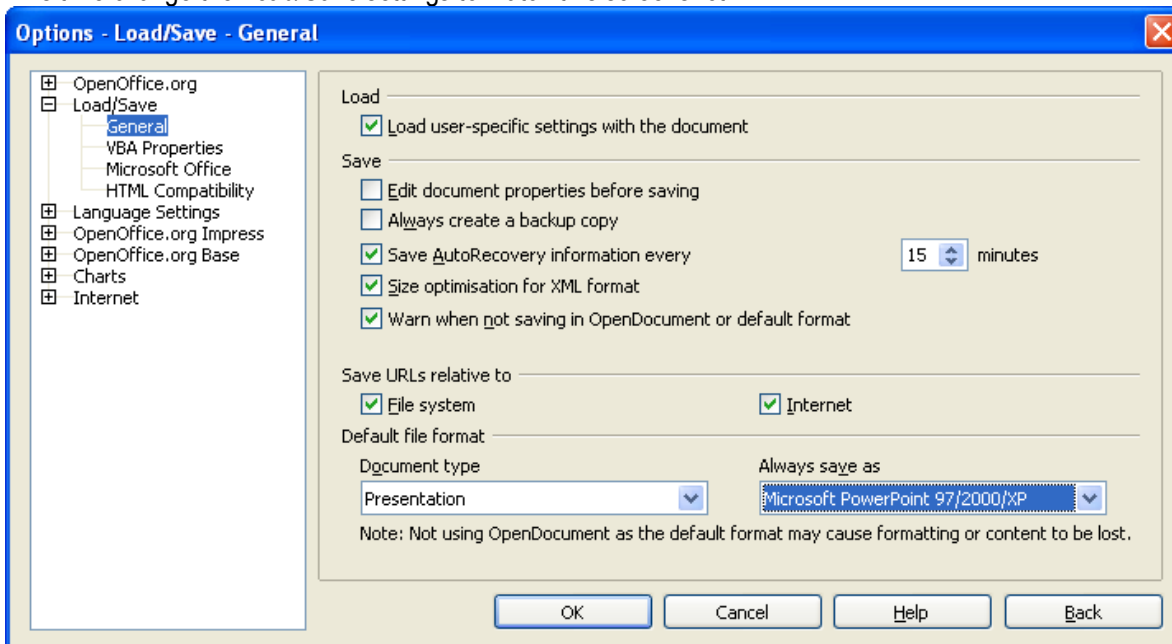 Options - Load/Save - General
OpenOffice.org
Load/Save
General
VBA Properties
Microsoft Office
HTML Compatibility
Language Settings
OpenOffice.org Impress
OpenOffice.org Base
Charts
Internet
Load
Load user-specific settings with the document
Save
Edit document properties before saving
Always create a backup copy
Save AutoRecovery information every 15 minutes
Size optimisation for XML format
Warn when not saving in OpenDocument or default format
Save URLs relative to
File system Internet
Default file format
Document type Always save as
Presentation Microsoft PowerPoint 97/2000/XP
Note: Not using OpenDocument as the default format may cause formatting or content to be lost.
OK Cancel Help Back